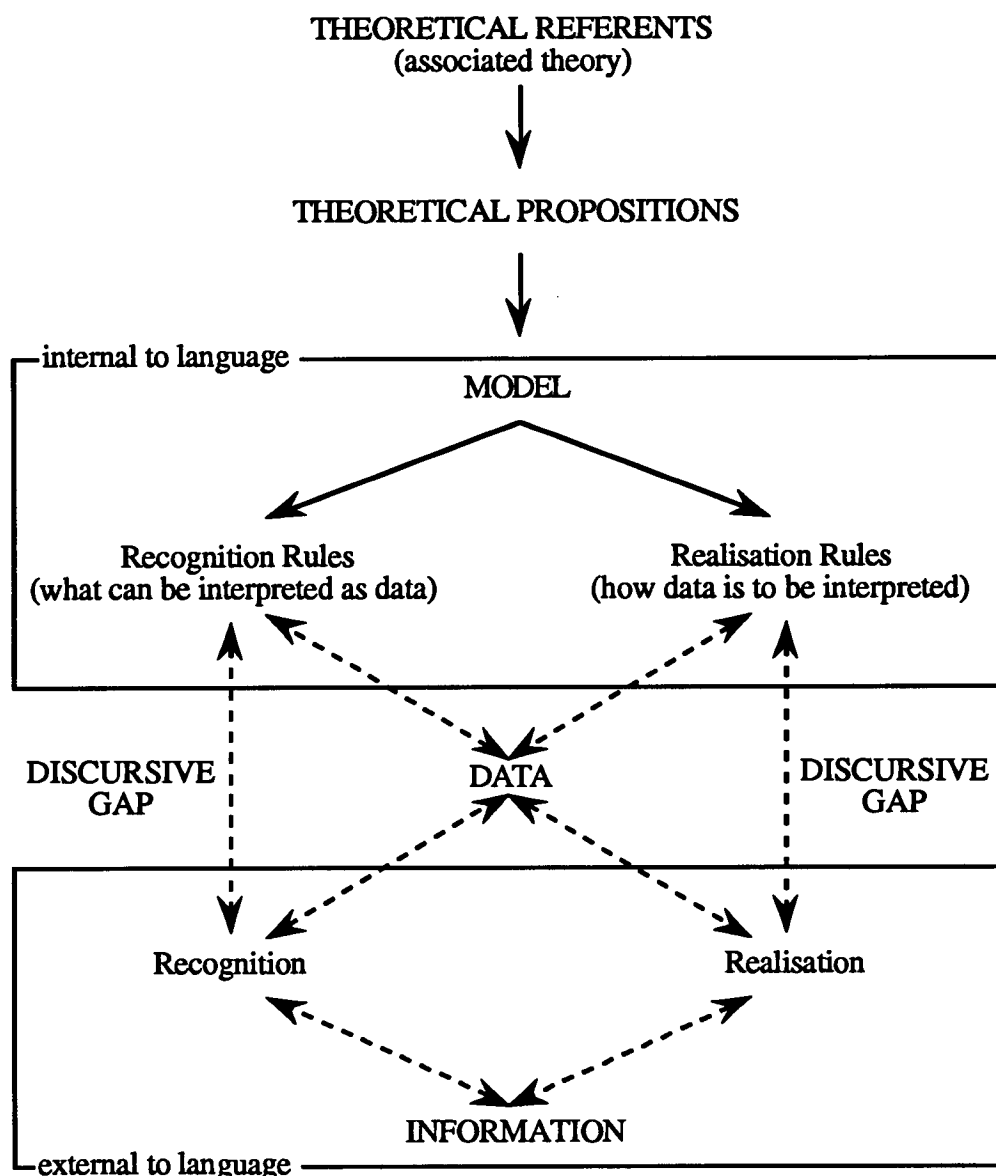 THEORETICAL REFERENTS
(associated theory)
THEORETICAL PROPOSITIONS
internal to language
MODEL
Recognition Rules
(what can be interpreted as data)
Realisation Rules
(how data is to be interpreted)
DISCURSIVE
GAP
DATA
DISCURSIVE
GAP
Recognition
Realisation
INFORMATION
external to language